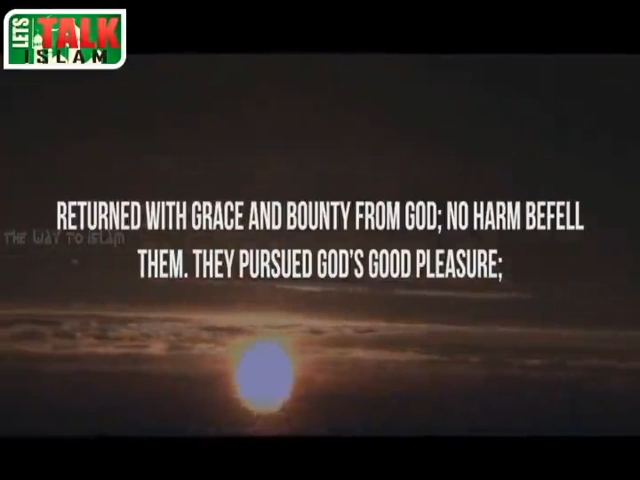 LETS
TALK
ISLAM
RETURNED WITH GRACE AND BOUNTY FROM GOD; NO HARM BEFELL
THE WAY TO ISLAM
THEM. THEY PURSUED GOD'S GOOD PLEASURE;